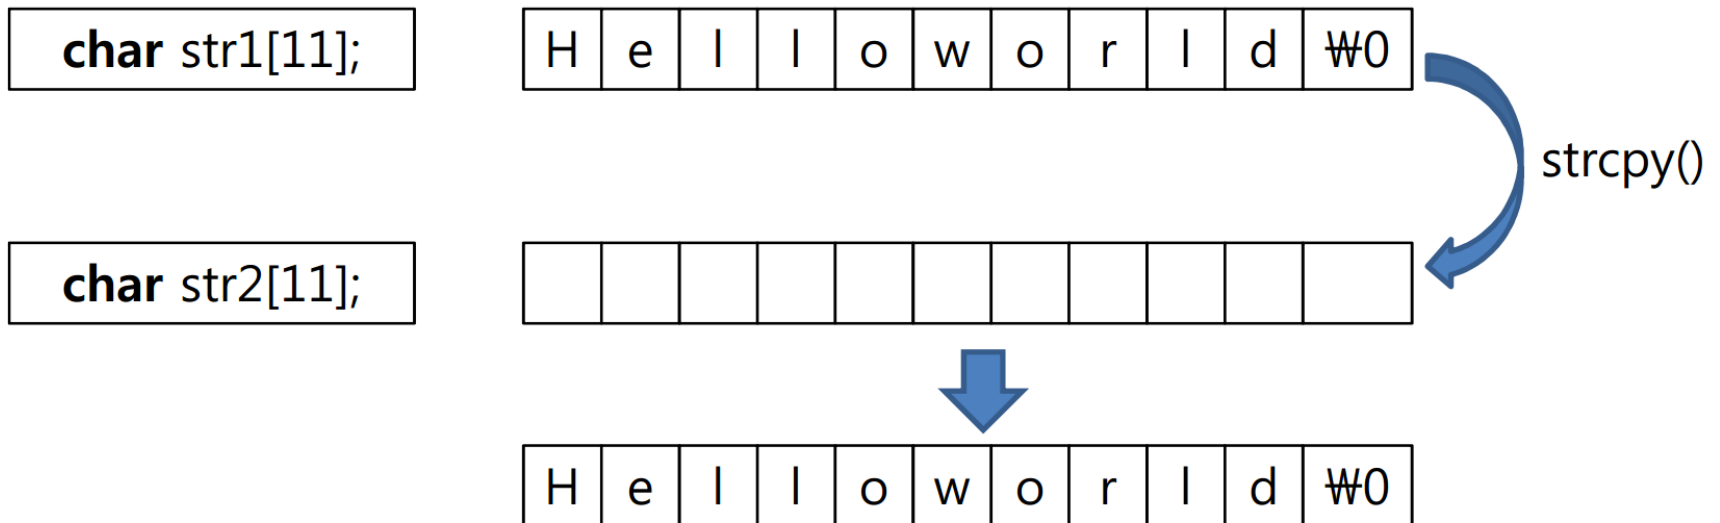 char str1[11];
H e l l o w o r l d ₩0
strcpy()
char str2[11];
H e l l o w o r l d ₩0